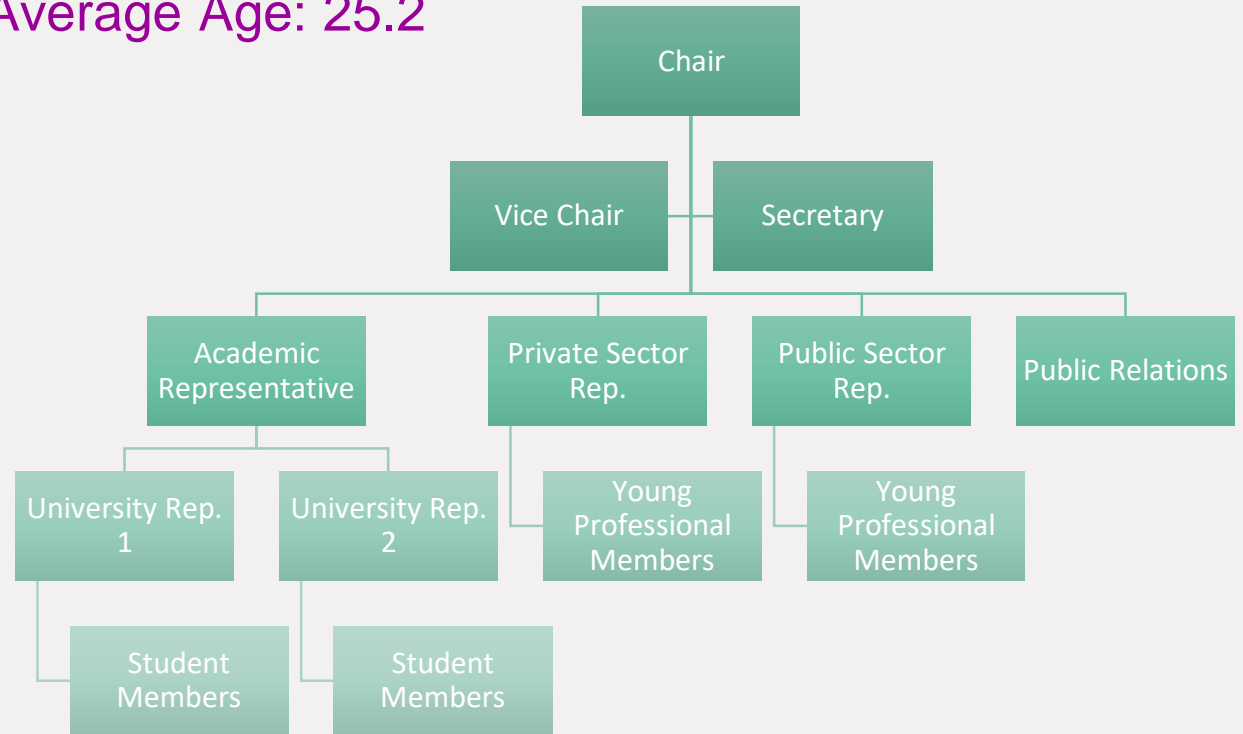 Average Age: 25.2
Chair
Vice Chair
Secretary
Academic
Representative
Private Sector
Rep.
Public Sector
Rep.
Public Relations
University Rep.
1
University Rep.
2
Young
Professional
Members
Young
Professional
Members
Student
Members
Student
Members